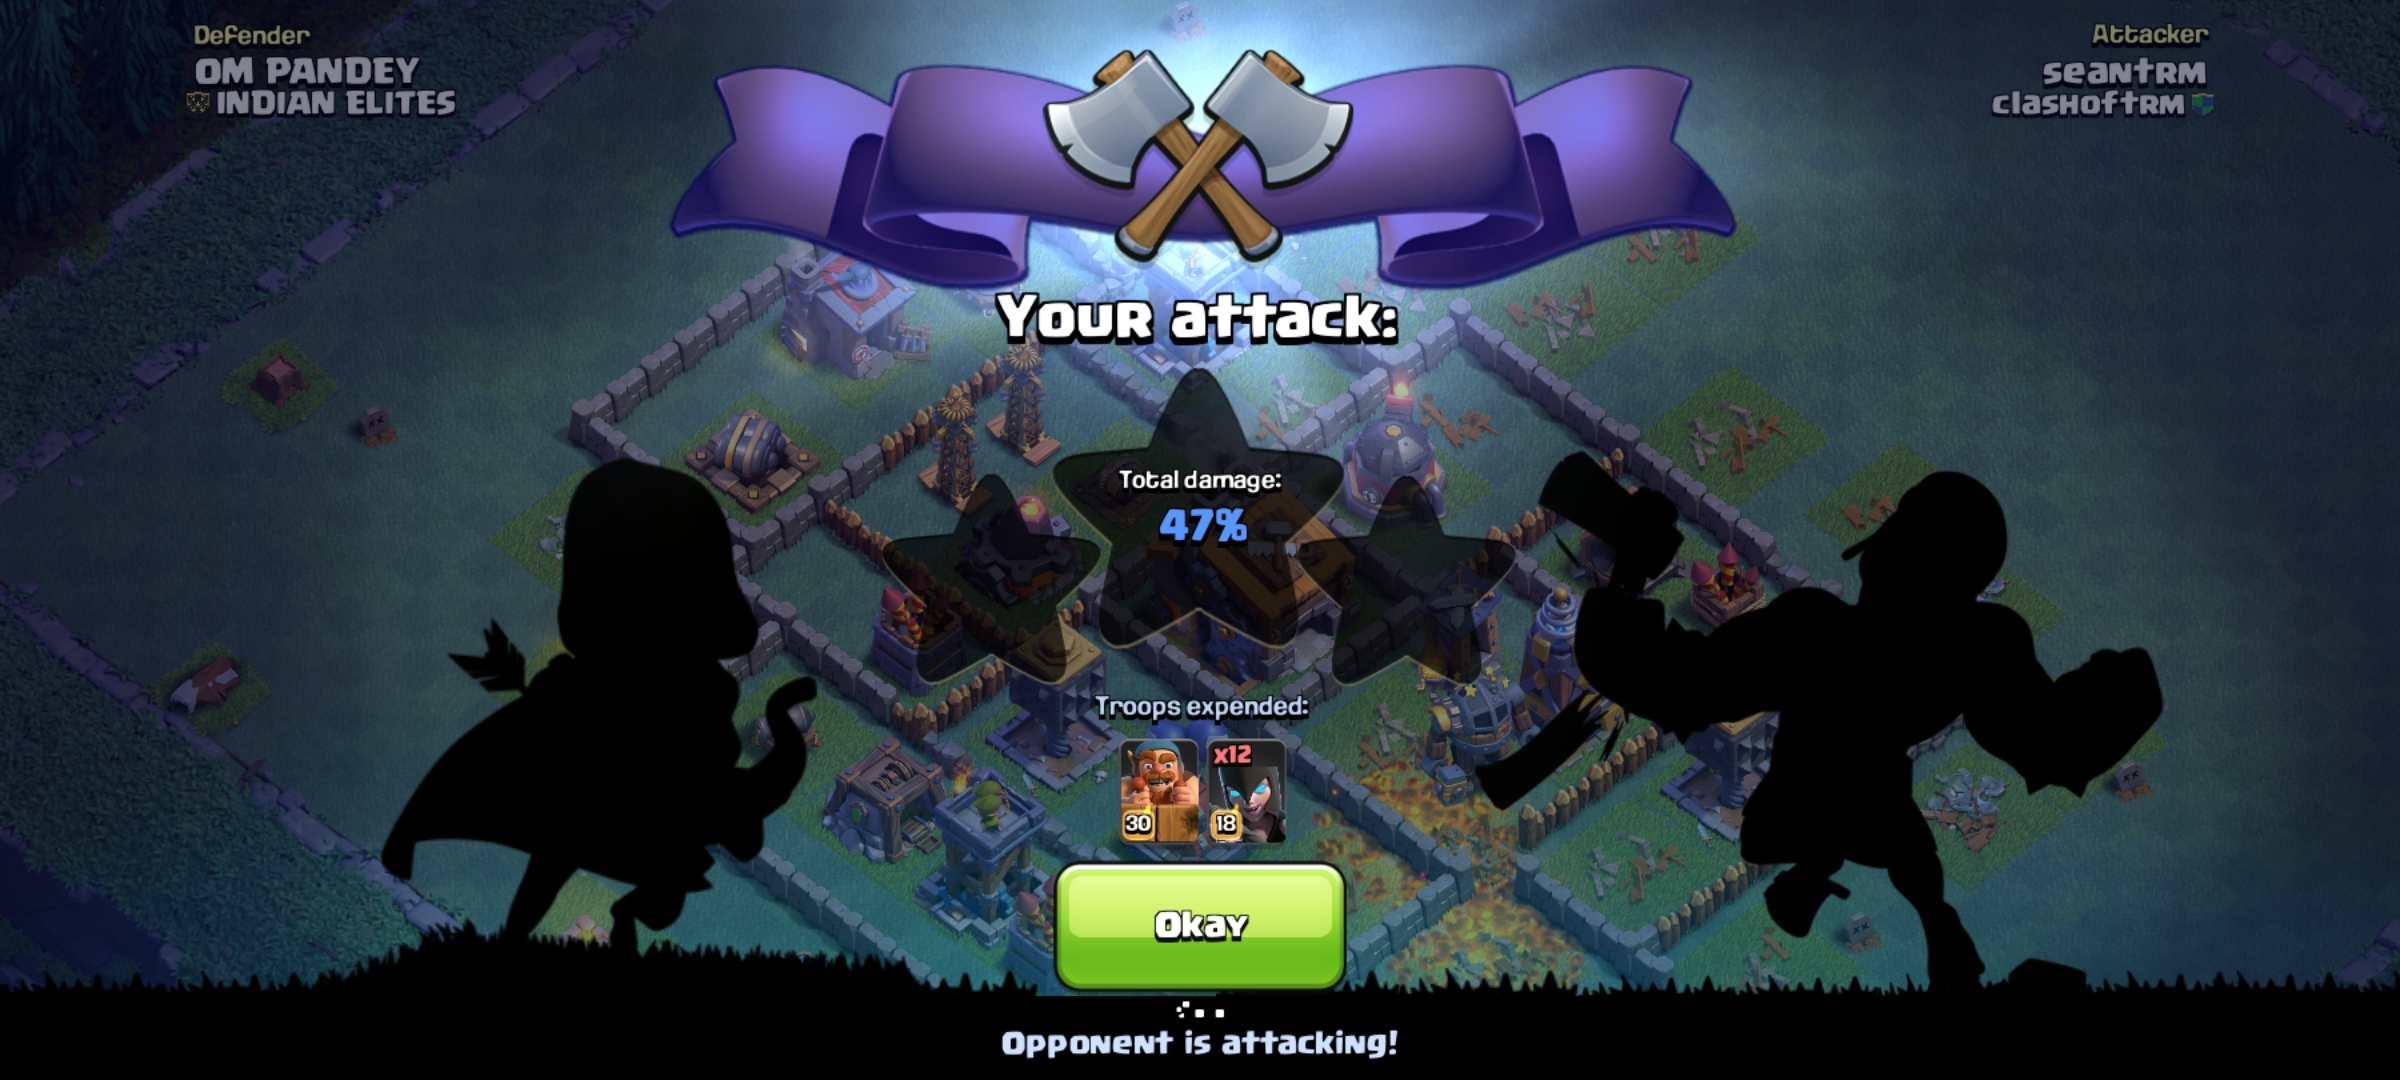 Defender
OM PANDEY
INDIAN ELITES
Attacker
seantRM
clashoftRM
Your attack:
Total damage:
47%
Troops expended:
x12
30
18
Okay
Opponent is attacking!